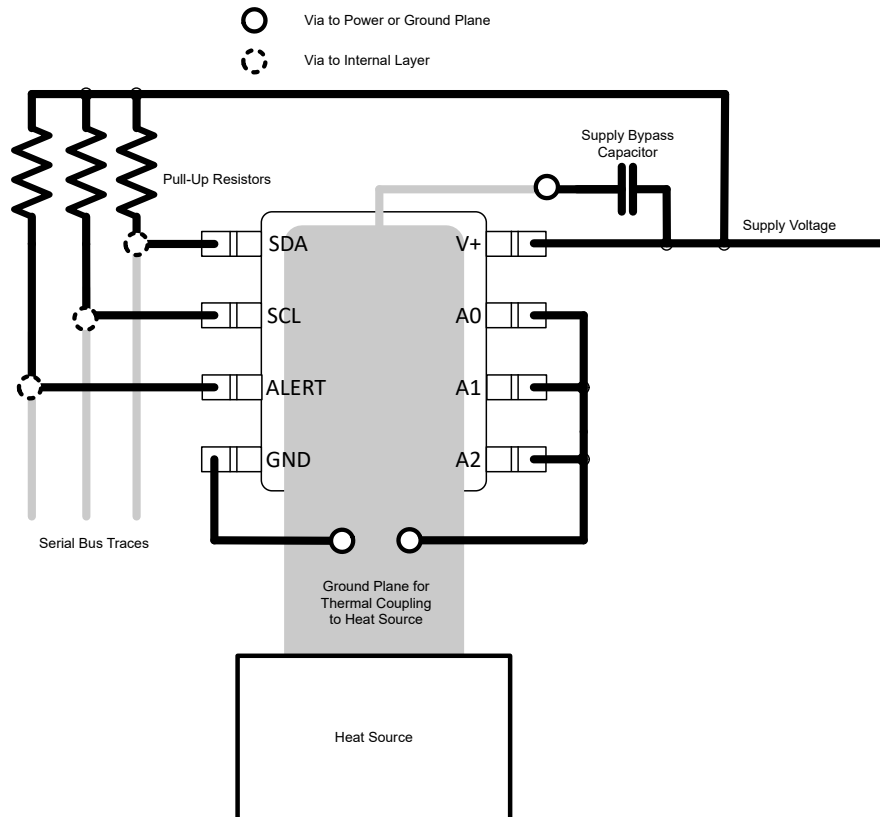 Via to Power or Ground Plane
Via to Internal Layer
Supply Bypass
Capacitor
Pull-Up Resistors
Supply Voltage
SDA
V+
SCL
A0
ALERT
A1
GND
A2
Serial Bus Traces
Ground Plane for
Thermal Coupling
to Heat Source
Heat Source